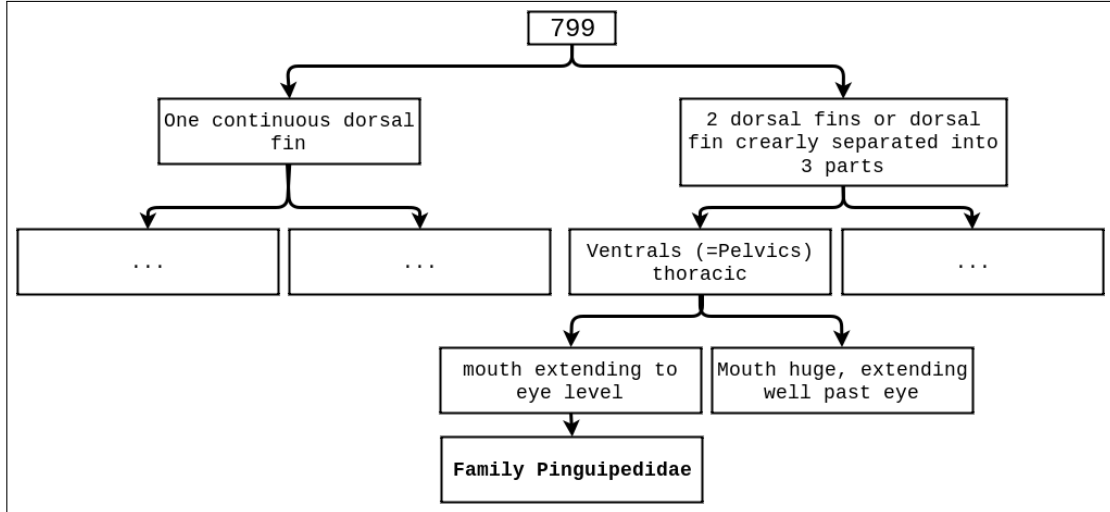 799
One continuous dorsal
fin
2 dorsal fins or dorsal
fin crearly separated into
3 parts
...
...
Ventrals (=Pelvics)
thoracic
...
mouth extending to
eye level
Mouth huge, extending
well past eye
Family Pinguipedidae